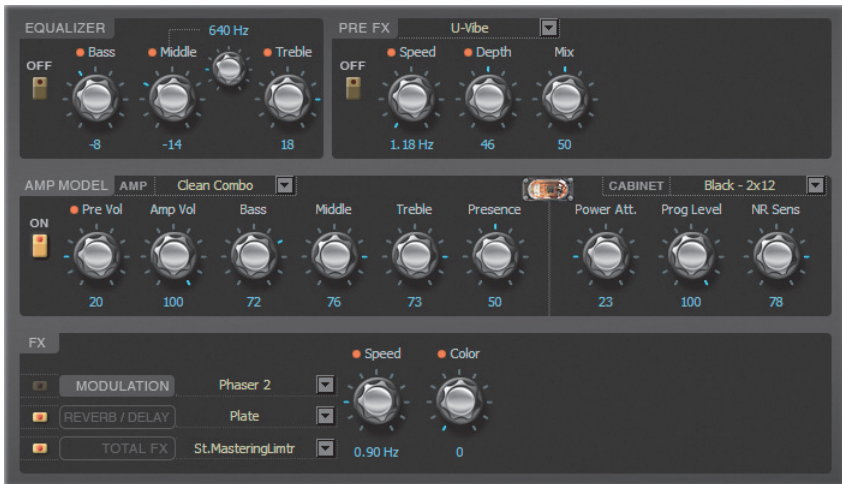 EQUALIZER 640 Hz
OFF Bass Middle Treble
-8 -14 18
PRE FX U-Vibe
OFF Speed Depth Mix
1.18 Hz 46 50
AMP MODEL AMP Clean Combo CABINET Black - 2x12
ON Pre Vol Amp Vol Bass Middle Treble Presence Power Att. Prog Level NR Sens
20 100 72 76 73 50 23 100 78
FX
Speed Color
MODULATION Phaser 2
REVERB / DELAY Plate
TOTAL FX St.MasteringLimtr
0.90 Hz 0